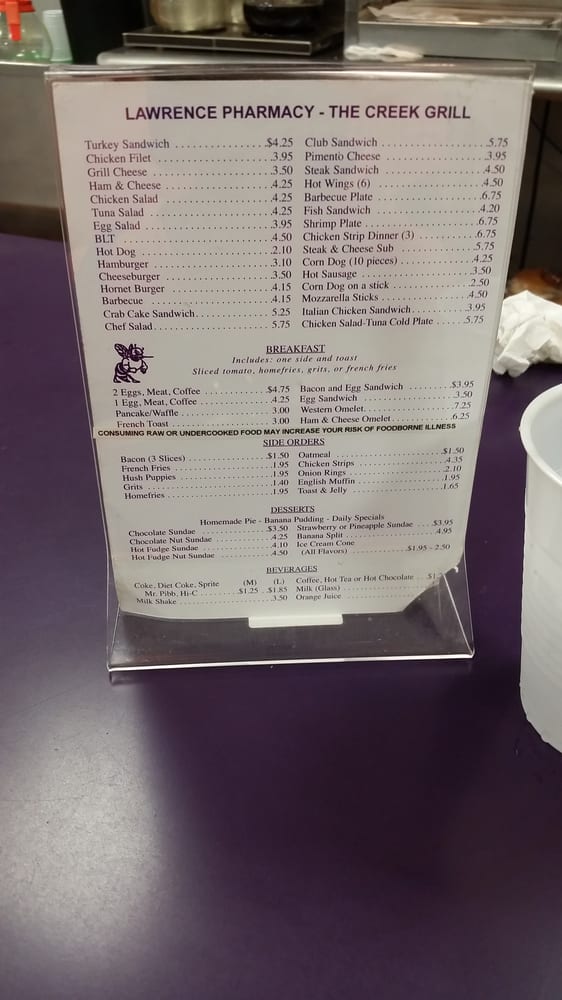 LAWRENCE PHARMACY - THE CREEK GRILL
Turkey Sandwich $4.25
Chicken Filet 3.95
Grill Cheese 3.50
Ham & Cheese 4.25
Chicken Salad 4.25
Tuna Salad 4.25
Egg Salad 3.95
BLT 4.50
Hot Dog 2.10
Hamburger 3.10
Cheeseburger 3.50
Hornet Burger 4.15
Barbecue 4.15
Crab Cake Sandwich 5.25
Chef Salad 5.75
Club Sandwich 5.75
Pimento Cheese 3.95
Steak Sandwich 4.50
Hot Wings (6) 4.50
Barbecue Plate 6.75
Fish Sandwich 4.20
Shrimp Plate 6.75
Chicken Strip Dinner (3) 6.75
Steak & Cheese Sub 5.75
Corn Dog (10 pieces) 4.25
Hot Sausage 3.50
Corn Dog on a stick 2.50
Mozzarella Sticks 4.50
Italian Chicken Sandwich 3.95
Chicken Salad-Tuna Cold Plate 5.75
BREAKFAST
Includes: one side and toast
Sliced tomato, homefries, grits, or french fries
2 Eggs, Meat, Coffee $4.75
1 Egg, Meat, Coffee 4.25
Pancake/Waffle 3.00
French Toast 3.00
Bacon and Egg Sandwich $3.95
Egg Sandwich 3.50
Western Omelet 7.25
Ham & Cheese Omelet 6.25
CONSUMING RAW OR UNDERCOOKED FOOD MAY INCREASE YOUR RISK OF FOODBORNE ILLNESS
SIDE ORDERS
Bacon (3 Slices) $1.50
French Fries 1.95
Hush Puppies 1.95
Grits 1.40
Homefries 1.95
Oatmeal $1.50
Chicken Strips 4.35
Onion Rings 2.10
English Muffin 1.95
Toast & Jelly 1.65
DESSERTS
Homemade Pie - Banana Pudding - Daily Specials
Chocolate Sundae $3.50
Chocolate Nut Sundae 4.25
Hot Fudge Sundae 4.10
Hot Fudge Nut Sundae 4.50
Strawberry or Pineapple Sundae $3.95
Banana Split 4.95
Ice Cream Cone
(All Flavors) $1.95 - 2.50
BEVERAGES
Coke, Diet Coke, Sprite (M) (L)
Mr. Pibb, Hi-C $1.25 $1.85
Milk Shake 3.50
Coffee, Hot Tea or Hot Chocolate
Milk (Glass)
Orange Juice